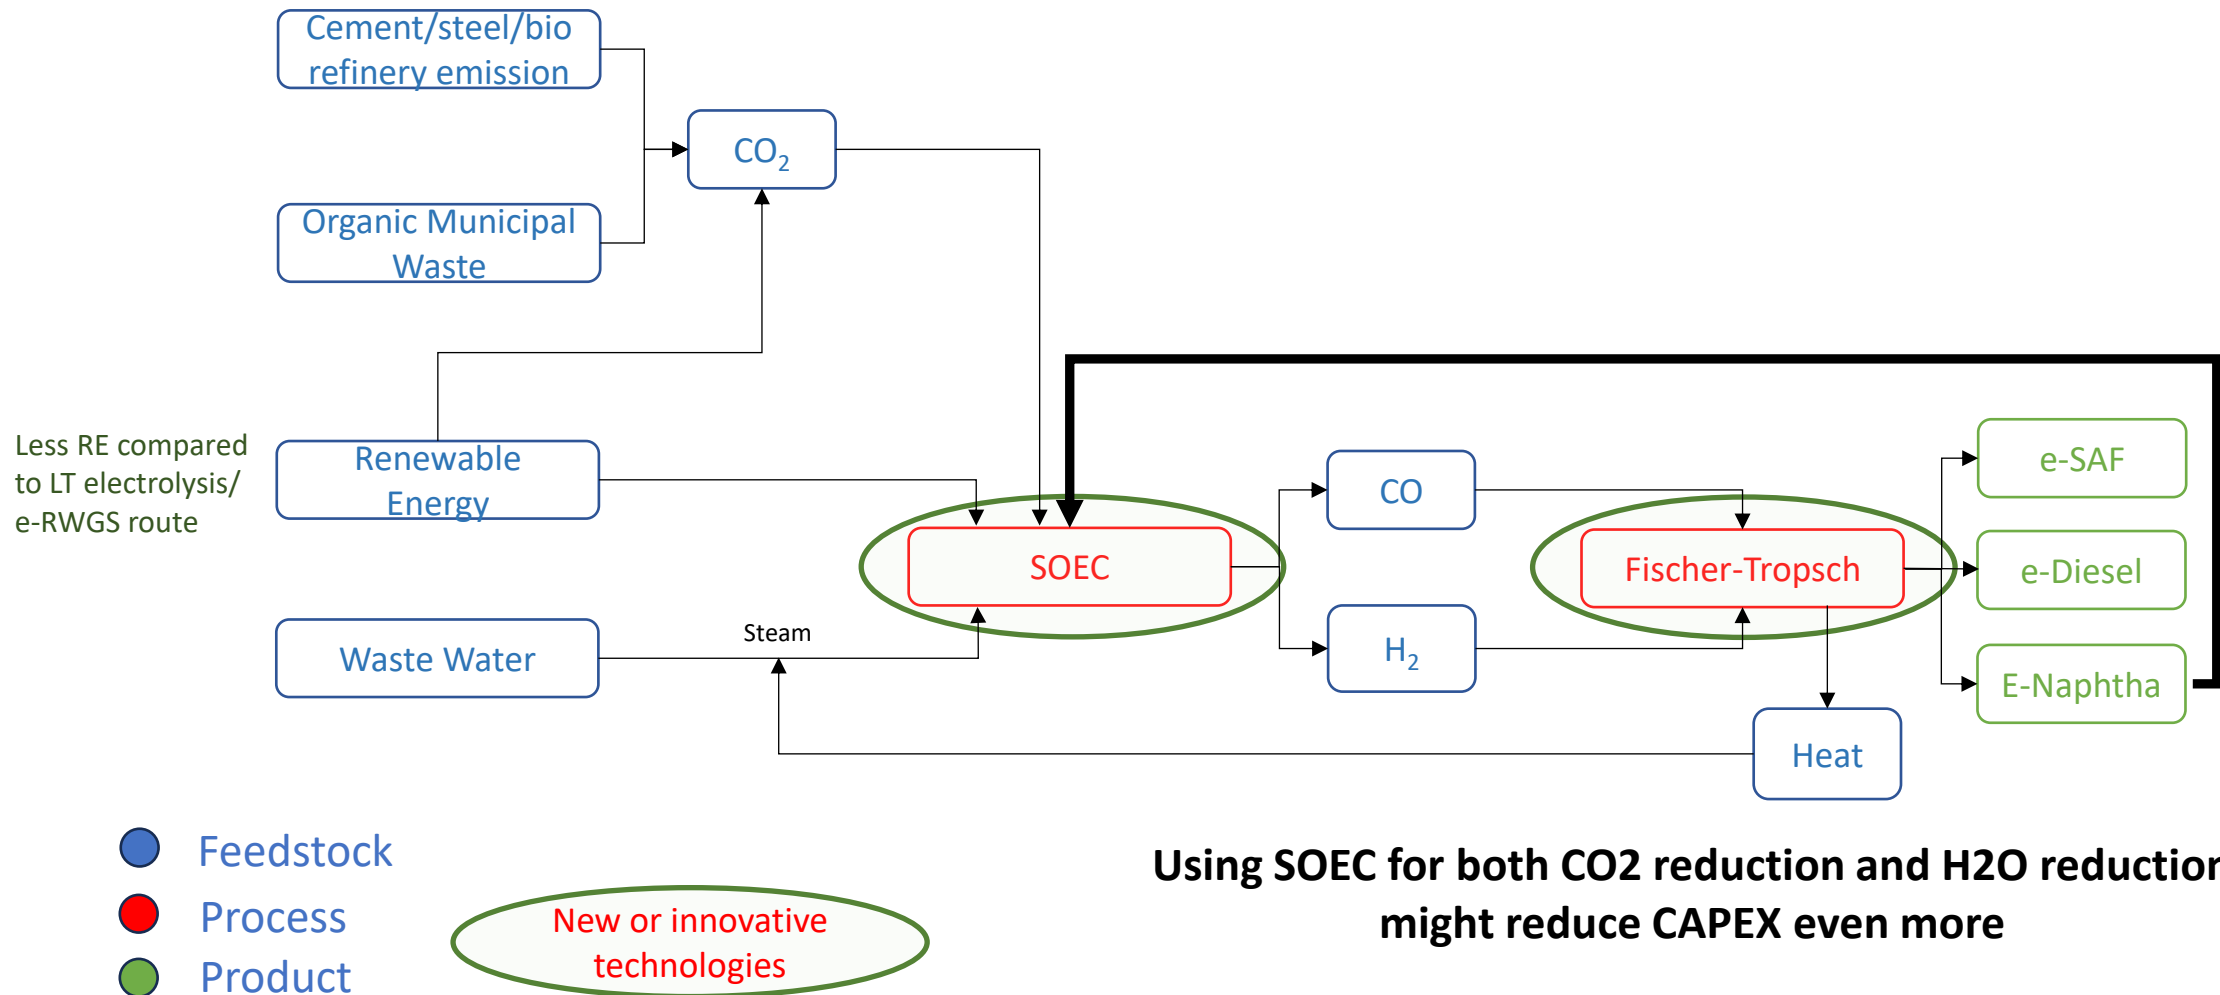 Cement/steel/bio
refinery emission
CO₂
Organic Municipal
Waste
Less RE compared
to LT electrolysis/
e-RWGS route
Renewable
Energy
CO
e-SAF
SOEC
Fischer-Tropsch
e-Diesel
Steam
Waste Water
H₂
E-Naphtha
Heat
Feedstock
Process
Product
New or innovative
technologies
Using SOEC for both CO2 reduction and H2O reduction
might reduce CAPEX even more